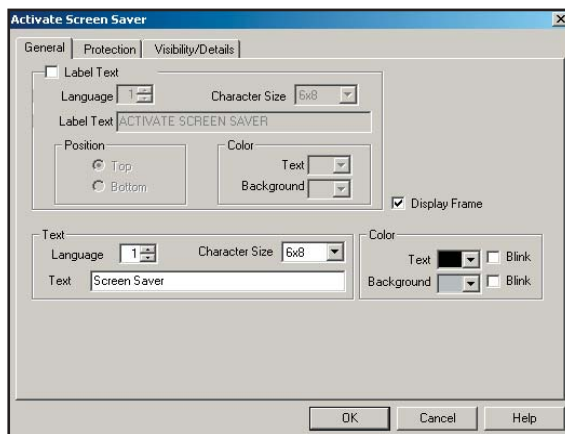 Activate Screen Saver
General Protection Visibility/Details
Label Text
Language 1 Character Size 6x8
Label Text ACTIVATE SCREEN SAVER
Position
Top
Bottom
Color
Text
Background
Display Frame
Text
Language 1 Character Size 6x8
Text Screen Saver
Color
Text Blink
Background Blink
OK Cancel Help